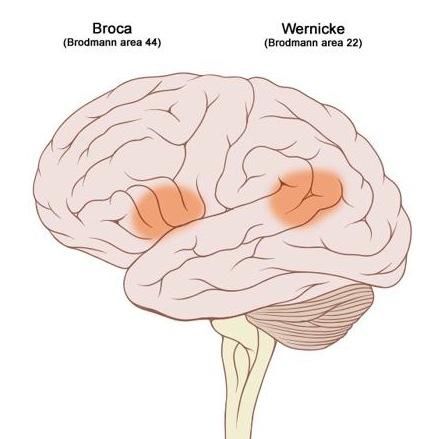 Broca
(Brodmann area 44)
Wernicke
(Brodmann area 22)